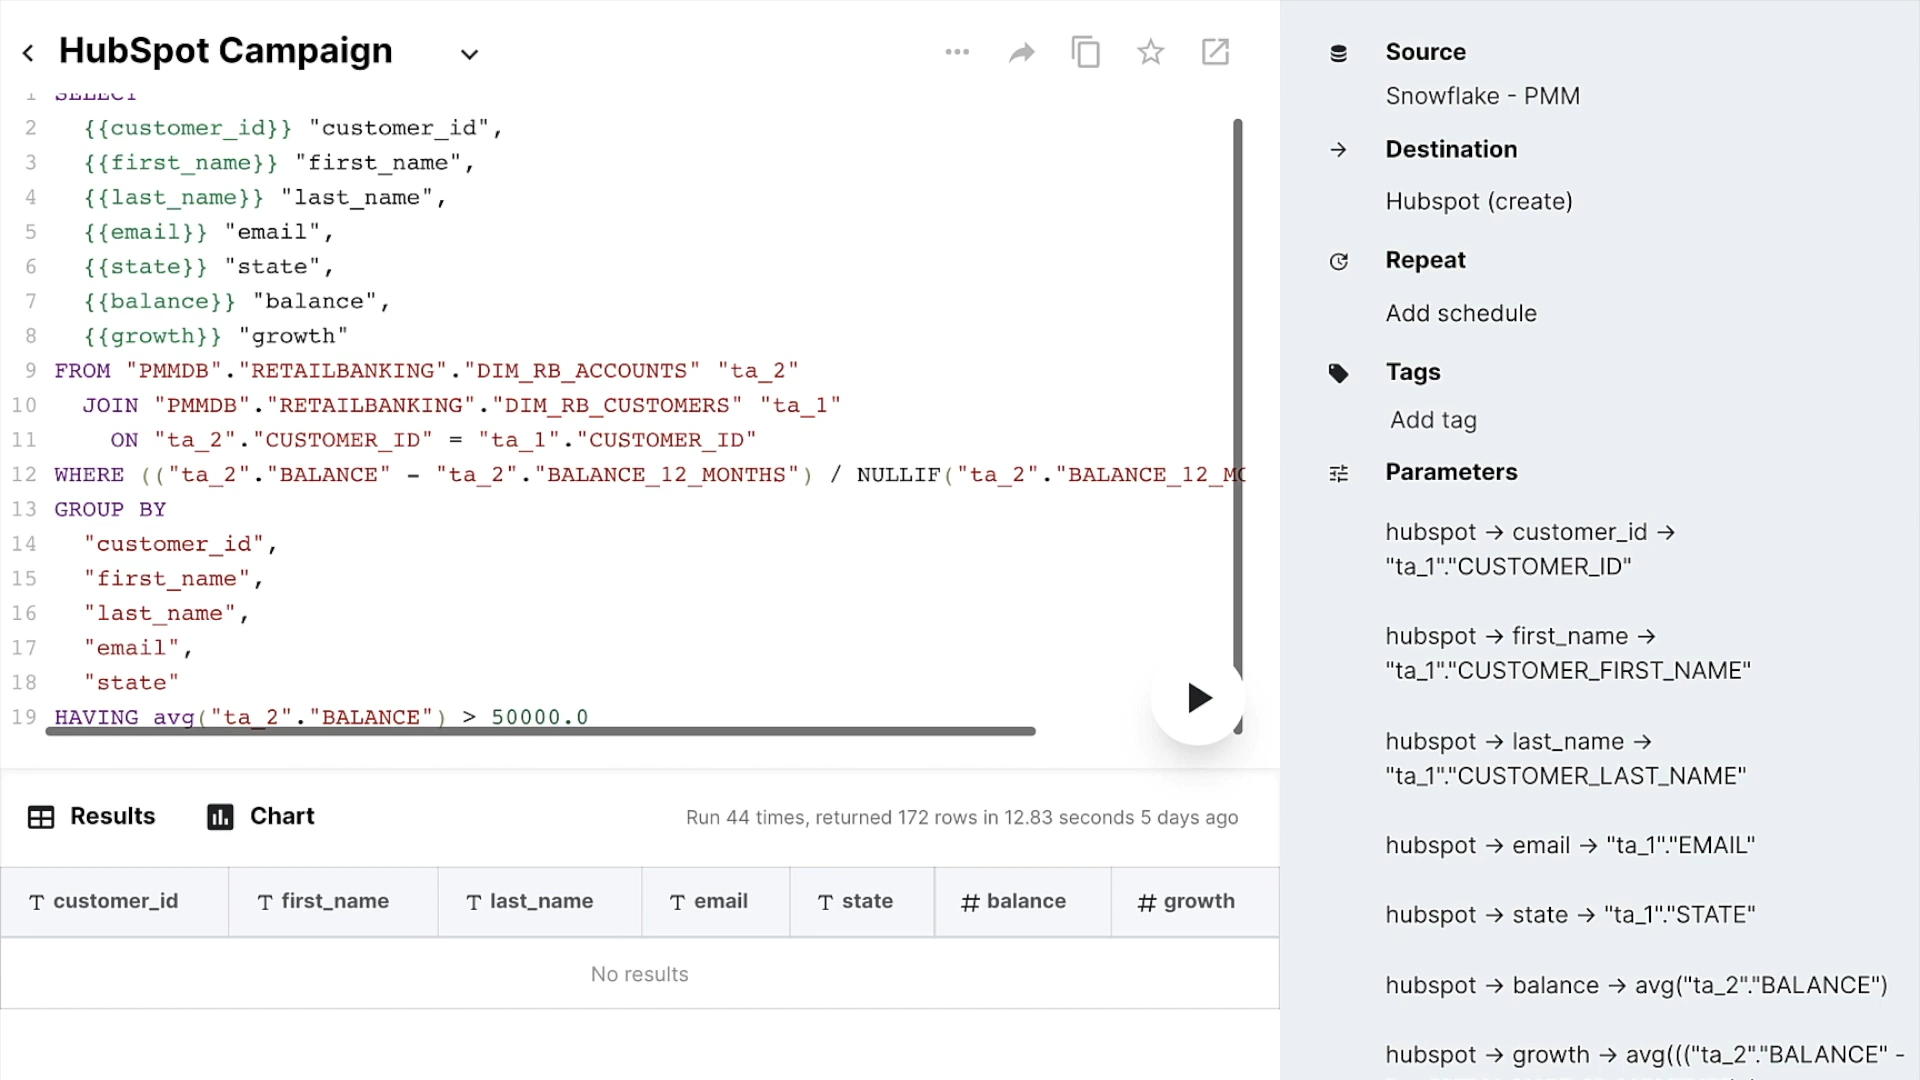 HubSpot Campaign
1 SELECT
2 {{customer_id}} "customer_id",
3 {{first_name}} "first_name",
4 {{last_name}} "last_name",
5 {{email}} "email",
6 {{state}} "state",
7 {{balance}} "balance",
8 {{growth}} "growth"
9 FROM "PMMDB"."RETAILBANKING"."DIM_RB_ACCOUNTS" "ta_2"
10 JOIN "PMMDB"."RETAILBANKING"."DIM_RB_CUSTOMERS" "ta_1"
11 ON "ta_2"."CUSTOMER_ID" = "ta_1"."CUSTOMER_ID"
12 WHERE (("ta_2"."BALANCE" - "ta_2"."BALANCE_12_MONTHS") / NULLIF("ta_2"."BALANCE_12_MO
13 GROUP BY
14 "customer_id",
15 "first_name",
16 "last_name",
17 "email",
18 "state"
19 HAVING avg("ta_2"."BALANCE") > 50000.0
Results Chart Run 44 times, returned 172 rows in 12.83 seconds 5 days ago
customer_id first_name last_name email state # balance # growth
No results
Source
Snowflake - PMM
Destination
Hubspot (create)
Repeat
Add schedule
Tags
Add tag
Parameters
hubspot → customer_id →
"ta_1"."CUSTOMER_ID"
hubspot → first_name →
"ta_1"."CUSTOMER_FIRST_NAME"
hubspot → last_name →
"ta_1"."CUSTOMER_LAST_NAME"
hubspot → email → "ta_1"."EMAIL"
hubspot → state → "ta_1"."STATE"
hubspot → balance → avg("ta_2"."BALANCE")
hubspot → growth → avg((("ta_2"."BALANCE" -